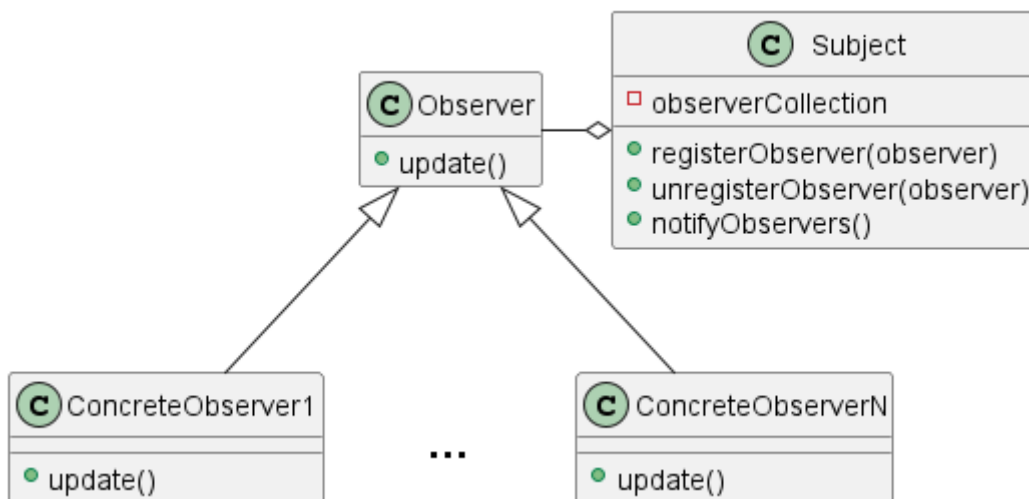 C Subject
observerCollection
registerObserver(observer)
unregisterObserver(observer)
notifyObservers()
C Observer
update()
C ConcreteObserver1
update()
...
C ConcreteObserverN
update()